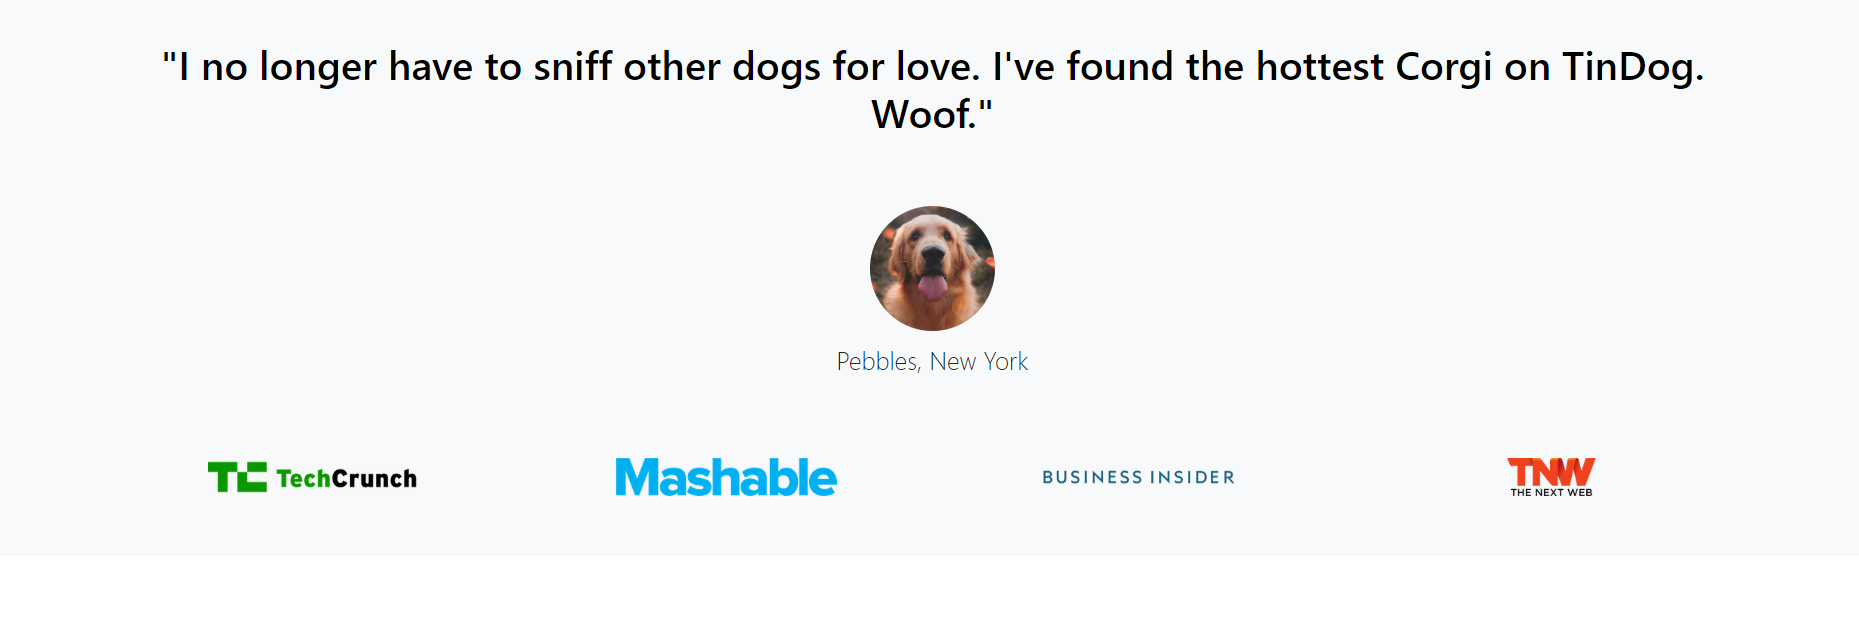 "I no longer have to sniff other dogs for love. I've found the hottest Corgi on TinDog.
Woof."
Pebbles, New York
TC TechCrunch
Mashable
BUSINESS INSIDER
TNW
THE NEXT WEB